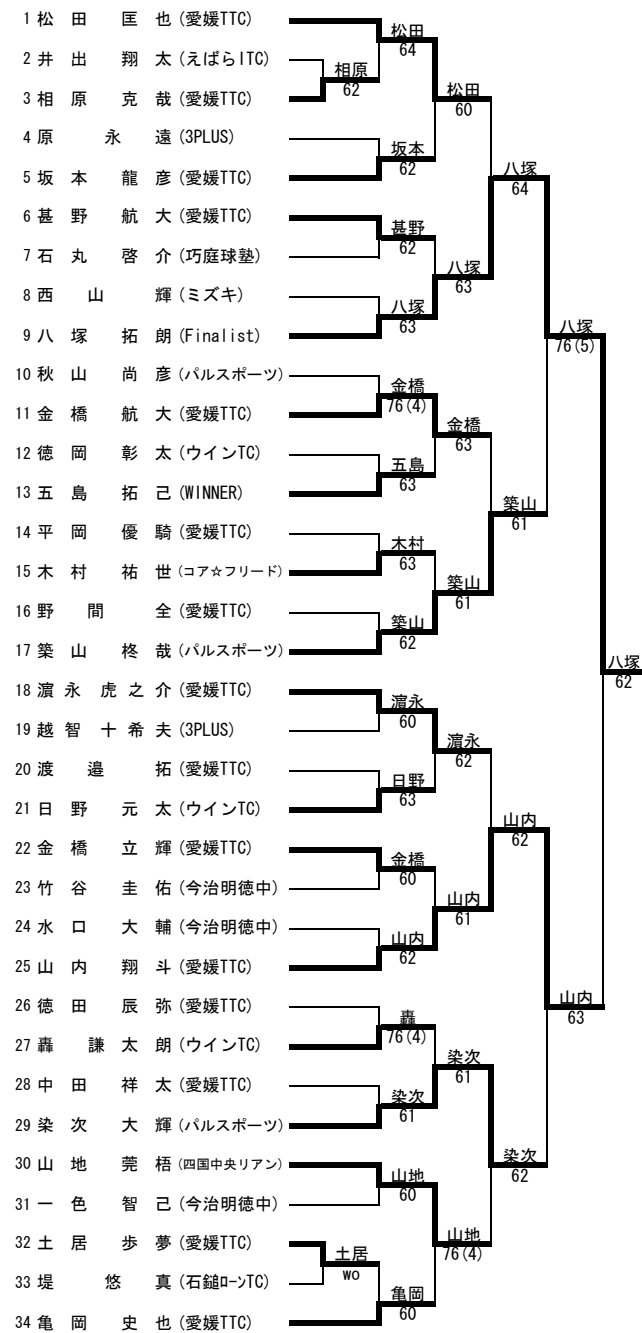 1 松田匡也 (愛媛TTC)
2 井出翔太 (えばらITC)
3 相原克哉 (愛媛TTC)
4 原永遠 (3PLUS)
5 坂本龍彦 (愛媛TTC)
6 甚野航大 (愛媛TTC)
7 石丸啓介 (巧庭球塾)
8 西山輝 (ミズキ)
9 八塚拓朗 (Finalist)
10 秋山尚彦 (パルスポーツ)
11 金橋航大 (愛媛TTC)
12 徳岡彰太 (ウインTC)
13 五島拓己 (WINNER)
14 平岡優騎 (愛媛TTC)
15 木村祐世 (コア☆フリード)
16 野間全 (愛媛TTC)
17 築山柊哉 (パルスポーツ)
18 濵永虎之介 (愛媛TTC)
19 越智十希夫 (3PLUS)
20 渡邉拓 (愛媛TTC)
21 日野元太 (ウインTC)
22 金橋立輝 (愛媛TTC)
23 竹谷圭佑 (今治明徳中)
24 水口大輔 (今治明徳中)
25 山内翔斗 (愛媛TTC)
26 徳田辰弥 (愛媛TTC)
27 轟謙太朗 (ウインTC)
28 中田祥太 (愛媛TTC)
29 染次大輝 (パルスポーツ)
30 山地莞梧 (四国中央リアン)
31 一色智己 (今治明徳中)
32 土居歩夢 (愛媛TTC)
33 堤悠真 (石鎚ローンTC)
34 亀岡史也 (愛媛TTC)
相原
62
土居
wo
松田
64
坂本
62
甚野
62
八塚
63
金橋
76(4)
五島
63
木村
63
築山
62
濵永
60
日野
63
金橋
60
山内
62
轟
76(4)
染次
61
山地
60
亀岡
60
松田
60
八塚
63
金橋
63
築山
61
濵永
62
山内
61
染次
61
山地
76(4)
八塚
64
築山
61
山内
62
染次
62
八塚
76(5)
山内
63
八塚
62